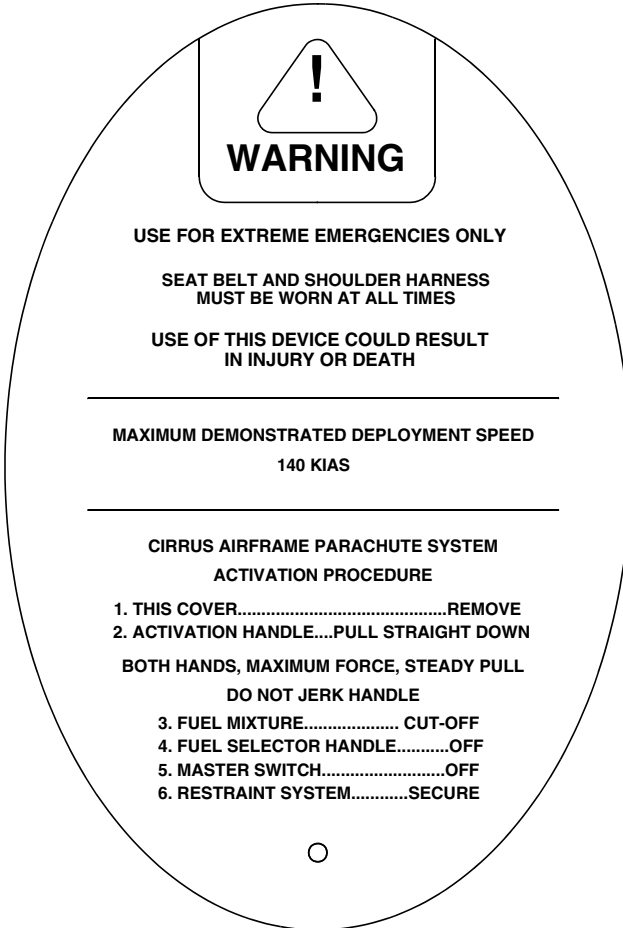 !
WARNING
USE FOR EXTREME EMERGENCIES ONLY
SEAT BELT AND SHOULDER HARNESS
MUST BE WORN AT ALL TIMES
USE OF THIS DEVICE COULD RESULT
IN INJURY OR DEATH
MAXIMUM DEMONSTRATED DEPLOYMENT SPEED
140 KIAS
CIRRUS AIRFRAME PARACHUTE SYSTEM
ACTIVATION PROCEDURE
1. THIS COVER............................................REMOVE
2. ACTIVATION HANDLE....PULL STRAIGHT DOWN
BOTH HANDS, MAXIMUM FORCE, STEADY PULL
DO NOT JERK HANDLE
3. FUEL MIXTURE.................... CUT-OFF
4. FUEL SELECTOR HANDLE...........OFF
5. MASTER SWITCH..........................OFF
6. RESTRAINT SYSTEM............SECURE